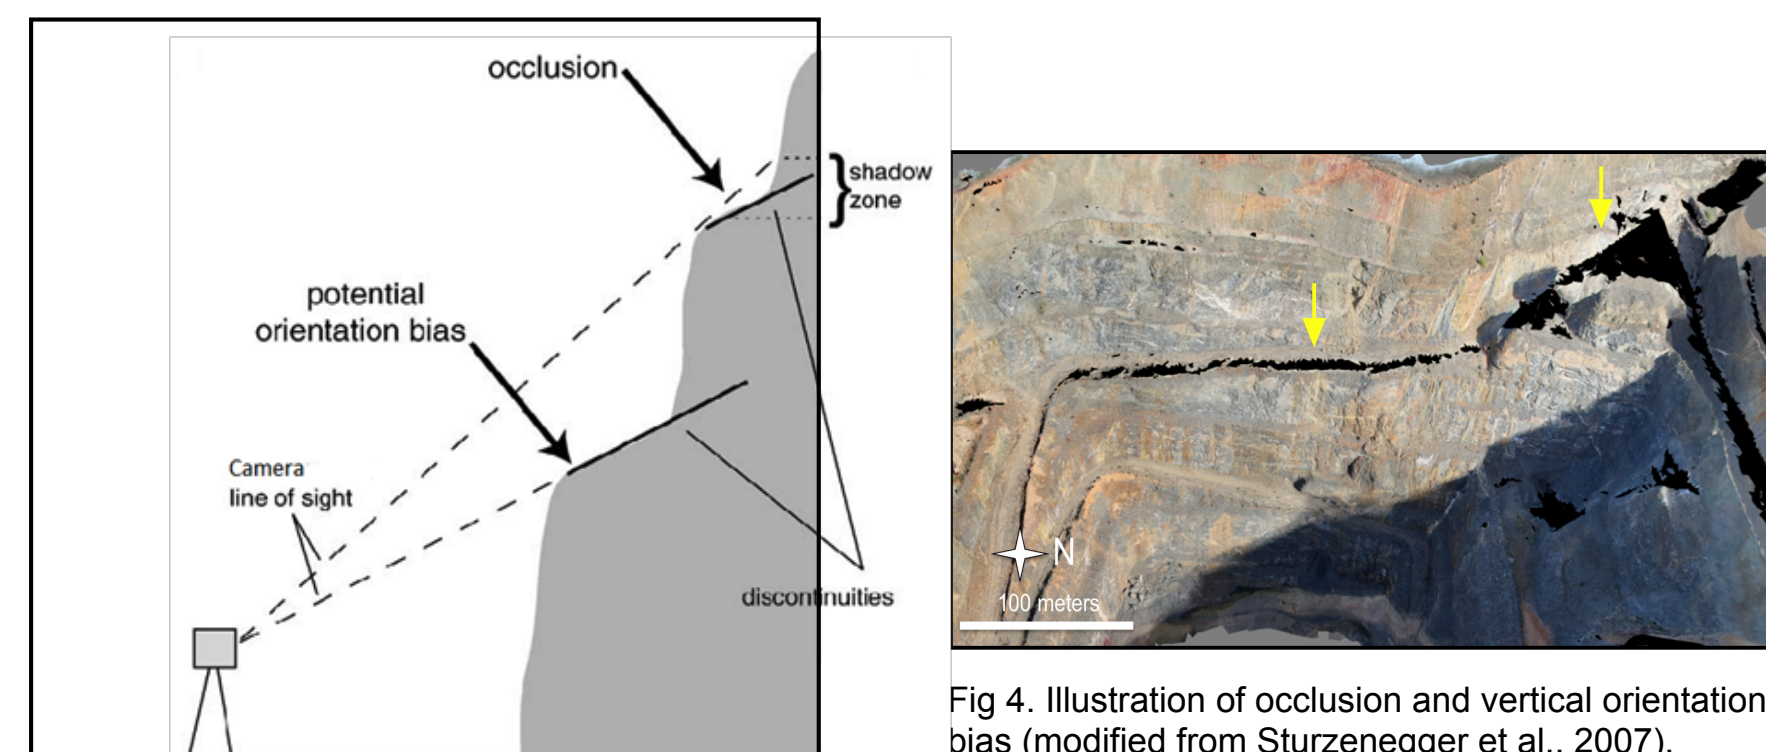 occlusion
shadow
zone
potential
orientation bias
Camera
line of sight
discontinuities
N
100 meters
Fig 4. Illustration of occlusion and vertical orientation
bias (modified from Sturzenegger et al., 2007).